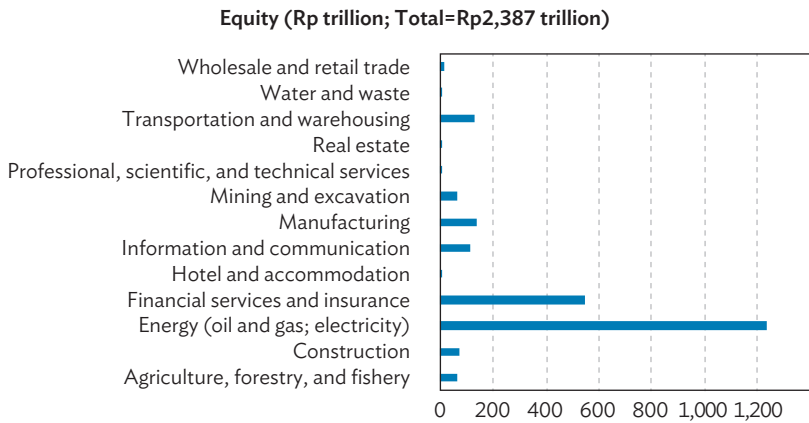 Equity (Rp trillion; Total=Rp2,387 trillion)
Wholesale and retail trade
Water and waste
Transportation and warehousing
Real estate
Professional, scientific, and technical services
Mining and excavation
Manufacturing
Information and communication
Hotel and accommodation
Financial services and insurance
Energy (oil and gas; electricity)
Construction
Agriculture, forestry, and fishery
0 200 400 600 800 1,000 1,200